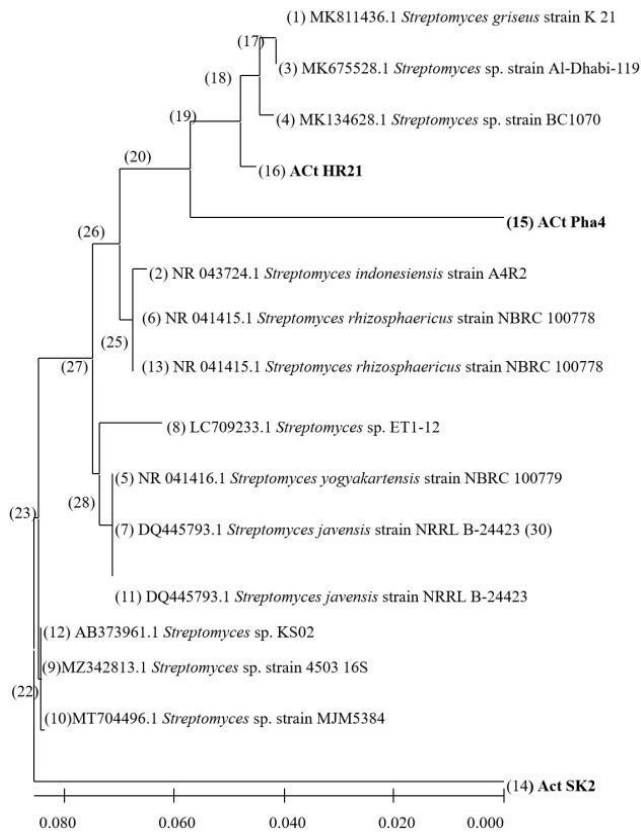 (1) MK811436.1 Streptomyces griseus strain K 21
(17)
(3) MK675528.1 Streptomyces sp. strain Al-Dhabi-119
(18)
(19)
(4) MK134628.1 Streptomyces sp. strain BC1070
(20)
(16) ACt HR21
(15) ACt Pha4
(26)
(2) NR 043724.1 Streptomyces indonesiensis strain A4R2
(6) NR 041415.1 Streptomyces rhizosphaericus strain NBRC 100778
(25)
(13) NR 041415.1 Streptomyces rhizosphaericus strain NBRC 100778
(27)
(8) LC709233.1 Streptomyces sp. ET1-12
(5) NR 041416.1 Streptomyces yogyakartensis strain NBRC 100779
(28)
(23)
(7) DQ445793.1 Streptomyces javensis strain NRRL B-24423 (30)
(11) DQ445793.1 Streptomyces javensis strain NRRL B-24423
(12) AB373961.1 Streptomyces sp. KS02
(9)MZ342813.1 Streptomyces sp. strain 4503 16S
(22)
(10)MT704496.1 Streptomyces sp. strain MJM5384
(14) Act SK2
0.080 0.060 0.040 0.020 0.000